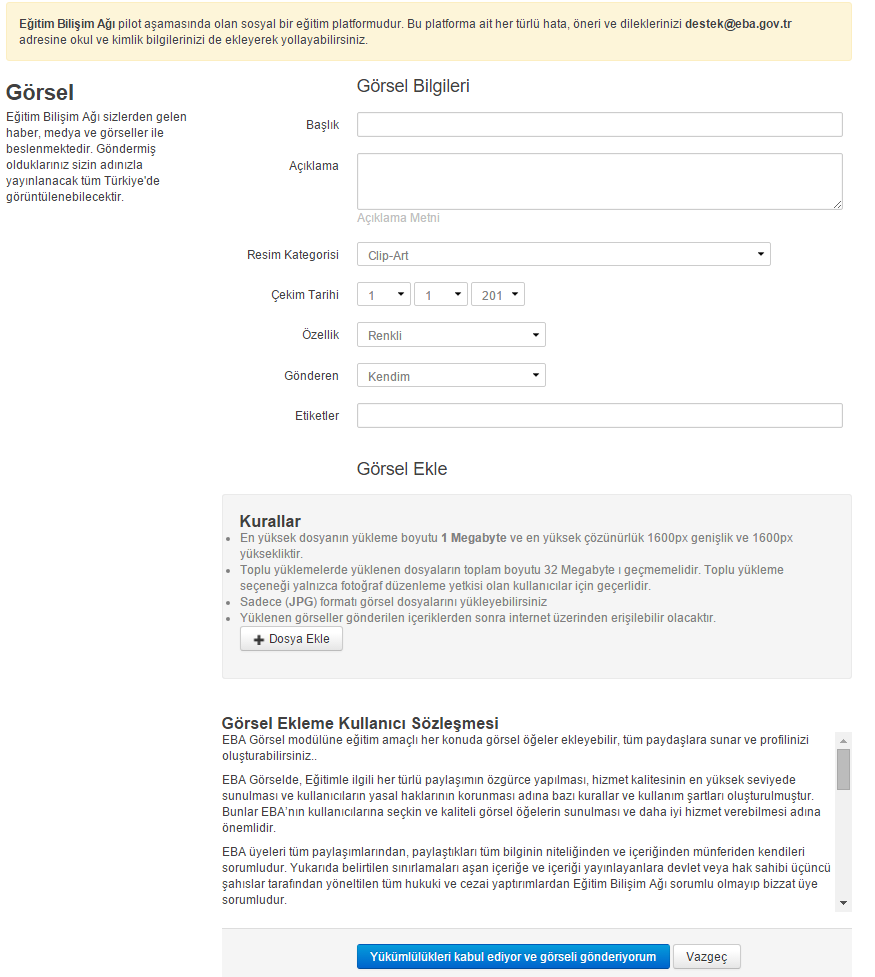 Eğitim Bilişim Ağı pilot aşamasında olan sosyal bir eğitim platformudur. Bu platforma ait her türlü hata, öneri ve dileklerinizi destek@eba.gov.tr
adresine okul ve kimlik bilgilerinizi de ekleyerek yollayabilirsiniz.
Görsel
Eğitim Bilişim Ağı sizlerden gelen
haber, medya ve görseller ile
beslenmektedir. Göndermiş
olduklarınız sizin adınızla
yayınlanacak tüm Türkiye'de
görüntülenebilecektir.
Görsel Bilgileri
Başlık
Açıklama
Açıklama Metni
Resim Kategorisi Clip-Art
Çekim Tarihi 1 1 201
Özellik Renkli
Gönderen Kendim
Etiketler
Görsel Ekle
Kurallar
En yüksek dosyanın yükleme boyutu 1 Megabyte ve en yüksek çözünürlük 1600px genişlik ve 1600px
yüksekliktir.
Toplu yüklemelerde yüklenen dosyaların toplam boyutu 32 Megabyte ı geçmemelidir. Toplu yükleme
seçeneği yalnızca fotoğraf düzenleme yetkisi olan kullanıcılar için geçerlidir.
Sadece (JPG) formatı görsel dosyalarını yükleyebilirsiniz
Yüklenen görseller gönderilen içeriklerden sonra internet üzerinden erişilebilir olacaktır.
Dosya Ekle
Görsel Ekleme Kullanıcı Sözleşmesi
EBA Görsel modülüne eğitim amaçlı her konuda görsel öğeler ekleyebilir, tüm paydaşlara sunar ve profilinizi
oluşturabilirsiniz..
EBA Görselde, Eğitimle ilgili her türlü paylaşımın özgürce yapılması, hizmet kalitesinin en yüksek seviyede
sunulması ve kullanıcıların yasal haklarının korunması adına bazı kurallar ve kullanım şartları oluşturulmuştur.
Bunlar EBA'nın kullanıcılarına seçkin ve kaliteli görsel öğelerin sunulması ve daha iyi hizmet verebilmesi adına
önemlidir.
EBA üyeleri tüm paylaşımlarından, paylaştıkları tüm bilginin niteliğinden ve içeriğinden münferiden kendileri
sorumludur. Yukarıda belirtilen sınırlamaları aşan içeriğe ve içeriği yayınlayanlara devlet veya hak sahibi üçüncü
şahıslar tarafından yöneltilen tüm hukuki ve cezai yaptırımlardan Eğitim Bilişim Ağı sorumlu olmayıp bizzat üye
sorumludur.
Yükümlülükleri kabul ediyor ve görseli gönderiyorum Vazgeç